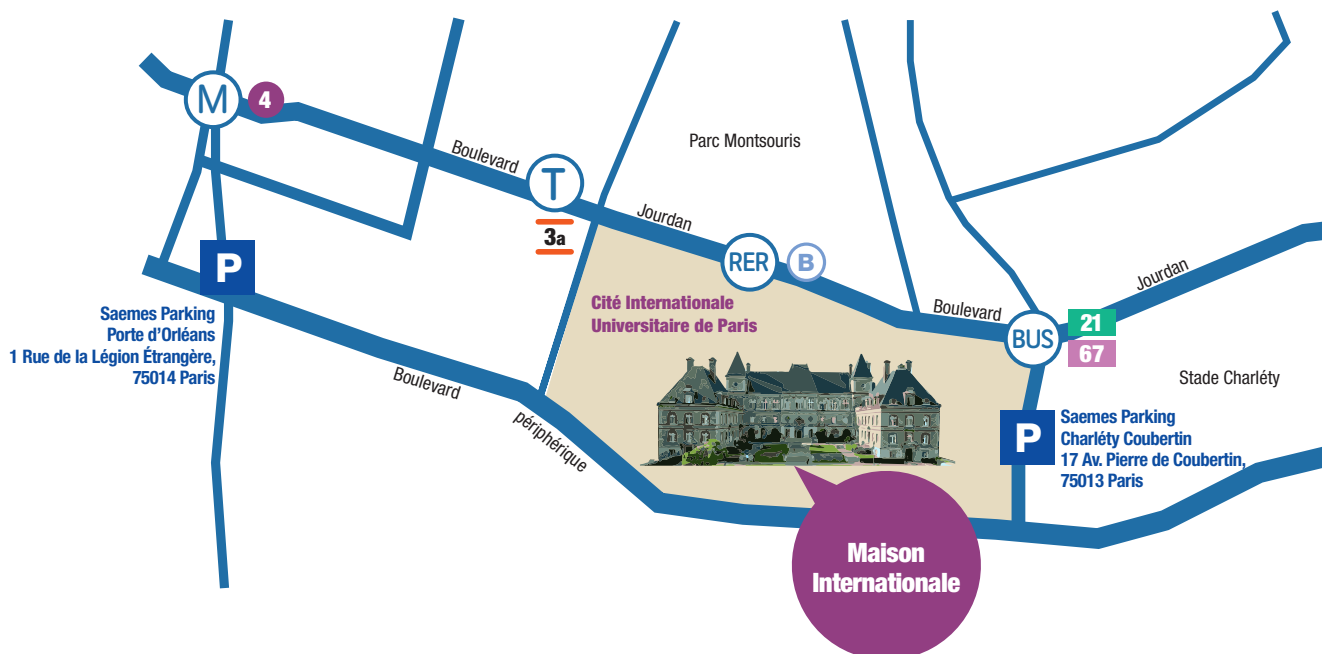 M
4
Boulevard
T
3a
Parc Montsouris
Jourdan
RER
B
Boulevard
BUS
21
67
Jourdan
Stade Charléty
P
Saemes Parking
Porte d’Orléans
1 Rue de la Légion Étrangère,
75014 Paris
Cité Internationale
Universitaire de Paris
Boulevard
périphérique
P
Saemes Parking
Charléty Coubertin
17 Av. Pierre de Coubertin,
75013 Paris
Maison
Internationale